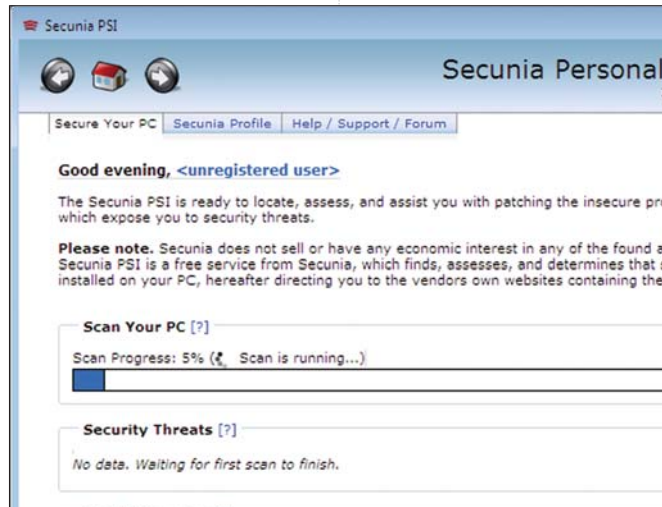 Secunia PSI
Secunia Personal
Secure Your PC Secunia Profile Help / Support / Forum
Good evening, <unregistered user>
The Secunia PSI is ready to locate, assess, and assist you with patching the insecure
which expose you to security threats.
Please note. Secunia does not sell or have any economic interest in any of the found
Secunia PSI is a free service from Secunia, which finds, assesses, and determines that
installed on your PC, hereafter directing you to the vendors own websites containing the
Scan Your PC [?]
Scan Progress: 5% ( Scan is running...)
Security Threats [?]
No data. Waiting for first scan to finish.